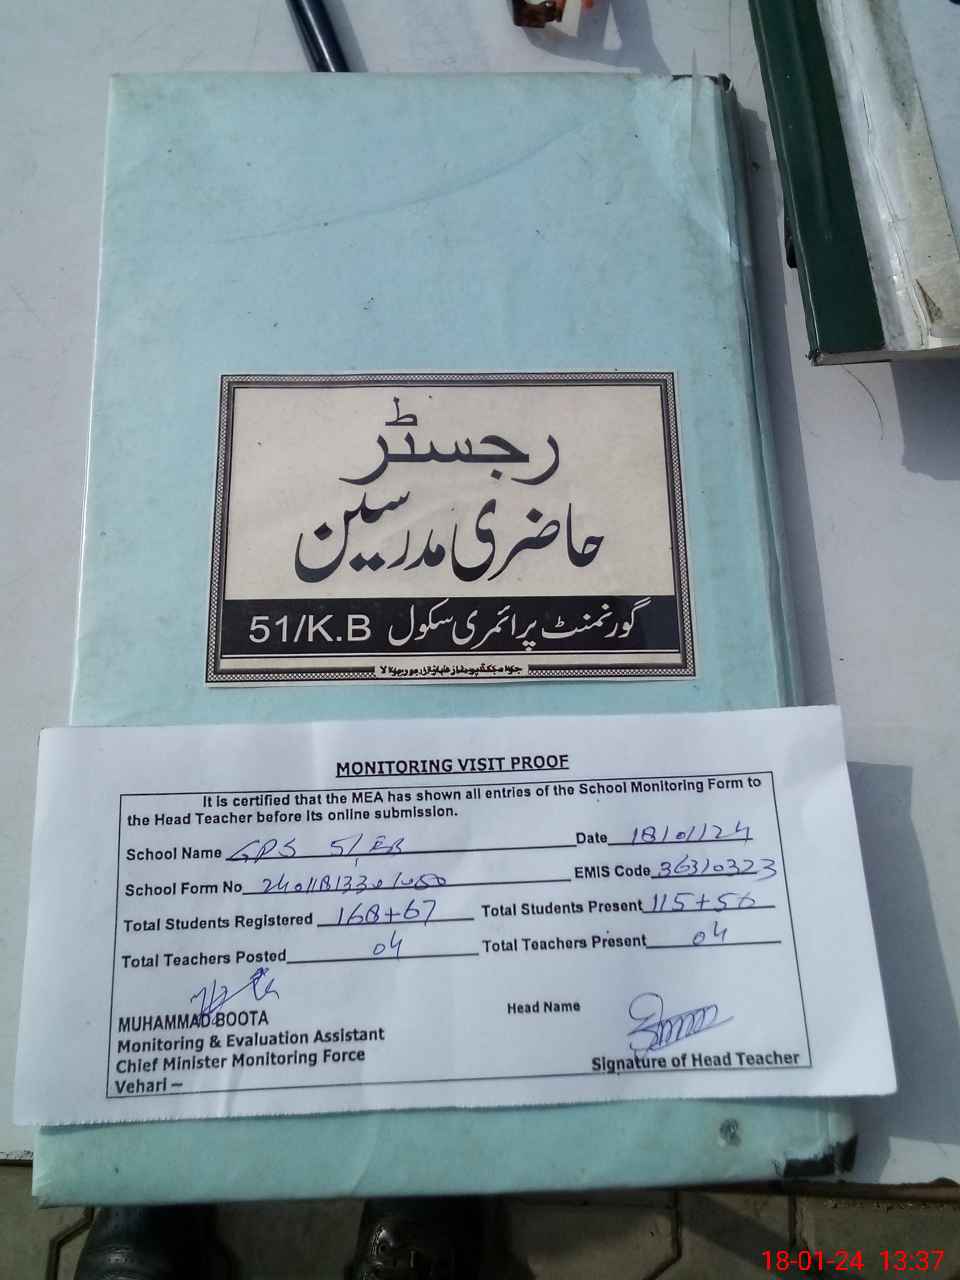 رجسٹر
حاضری مدرسین
گورنمنٹ پرائمری سکول 51/K.B
MONITORING VISIT PROOF
It is certified that the MEA has shown all entries of the School Monitoring Form to
the Head Teacher before Its online submission.
School Name GPS 51/KB Date 18/01/24
School Form No EMIS Code 36310323
Total Students Registered 168+67 Total Students Present 115+56
Total Teachers Posted 04 Total Teachers Present 04
MUHAMMAD BOOTA Head Name
Monitoring & Evaluation Assistant
Chief Minister Monitoring Force Signature of Head Teacher
Vehari ~
18-01-24 13:37